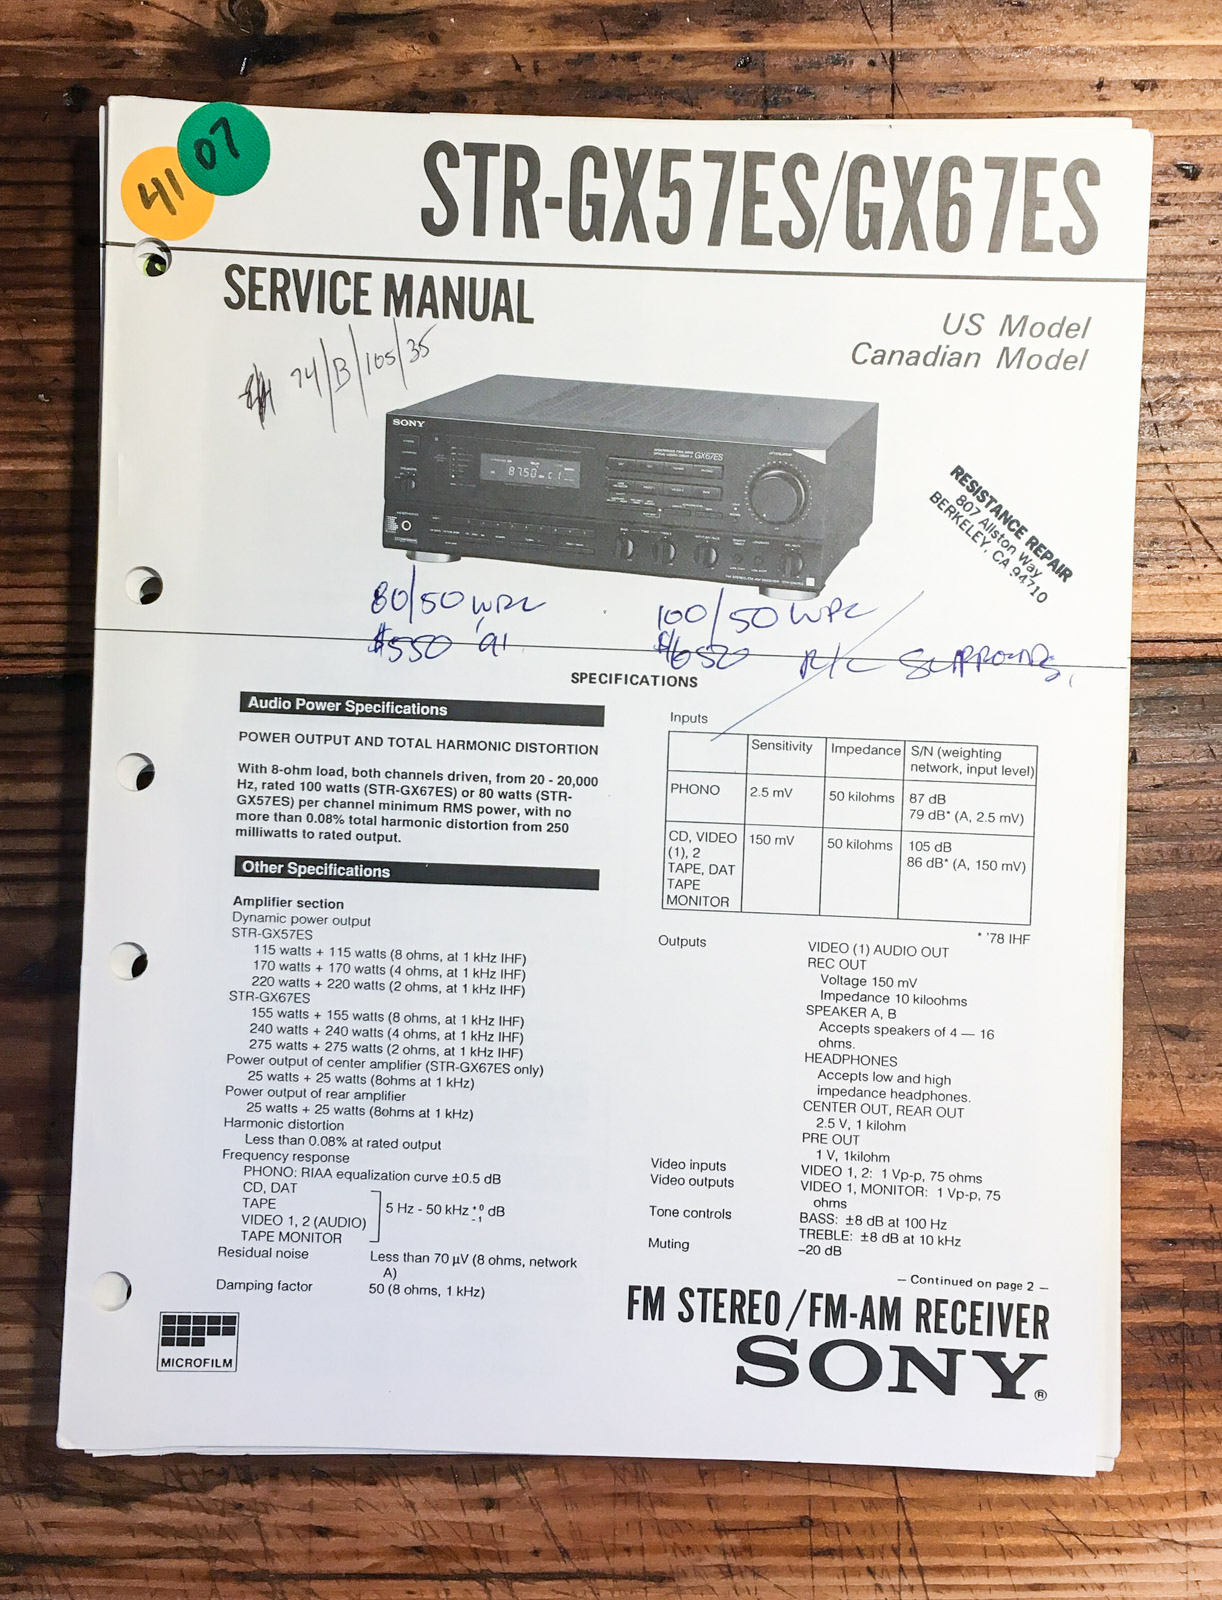 07
41
STR-GX57ES/GX67ES
SERVICE MANUAL
US Model
Canadian Model
74/B/105/35
SONY
GX67ES
87.50
RESISTANCE REPAIR
807 Allston Way
BERKELEY, CA 94710
80/50 WPC
100/50 WPC
$550 '91
$650 R/C SURROUND,
SPECIFICATIONS
Audio Power Specifications
POWER OUTPUT AND TOTAL HARMONIC DISTORTION
With 8-ohm load, both channels driven, from 20 - 20,000
Hz, rated 100 watts (STR-GX67ES) or 80 watts (STR-
GX57ES) per channel minimum RMS power, with no
more than 0.08% total harmonic distortion from 250
milliwatts to rated output.
Other Specifications
Amplifier section
Dynamic power output
STR-GX57ES
115 watts + 115 watts (8 ohms, at 1 kHz IHF)
170 watts + 170 watts (4 ohms, at 1 kHz IHF)
220 watts + 220 watts (2 ohms, at 1 kHz IHF)
STR-GX67ES
155 watts + 155 watts (8 ohms, at 1 kHz IHF)
240 watts + 240 watts (4 ohms, at 1 kHz IHF)
275 watts + 275 watts (2 ohms, at 1 kHz IHF)
Power output of center amplifier (STR-GX67ES only)
25 watts + 25 watts (8ohms at 1 kHz)
Power output of rear amplifier
25 watts + 25 watts (8ohms at 1 kHz)
Harmonic distortion
Less than 0.08% at rated output
Frequency response
PHONO: RIAA equalization curve ±0.5 dB
CD, DAT
TAPE
VIDEO 1, 2 (AUDIO)
TAPE MONITOR
5 Hz - 50 kHz +0 -1 dB
Residual noise Less than 70 µV (8 ohms, network
A)
Damping factor 50 (8 ohms, 1 kHz)
Inputs
Sensitivity Impedance S/N (weighting
network, input level)
PHONO 2.5 mV 50 kilohms 87 dB
79 dB* (A, 2.5 mV)
CD, VIDEO 150 mV 50 kilohms 105 dB
(1), 2 86 dB* (A, 150 mV)
TAPE, DAT
TAPE
MONITOR
* '78 IHF
Outputs VIDEO (1) AUDIO OUT
REC OUT
Voltage 150 mV
Impedance 10 kiloohms
SPEAKER A, B
Accepts speakers of 4 — 16
ohms.
HEADPHONES
Accepts low and high
impedance headphones.
CENTER OUT, REAR OUT
2.5 V, 1 kilohm
PRE OUT
1 V, 1kilohm
Video inputs VIDEO 1, 2: 1 Vp-p, 75 ohms
Video outputs VIDEO 1, MONITOR: 1 Vp-p, 75
ohms
Tone controls BASS: ±8 dB at 100 Hz
TREBLE: ±8 dB at 10 kHz
Muting –20 dB
— Continued on page 2 —
FM STEREO/FM-AM RECEIVER
SONY®
MICROFILM